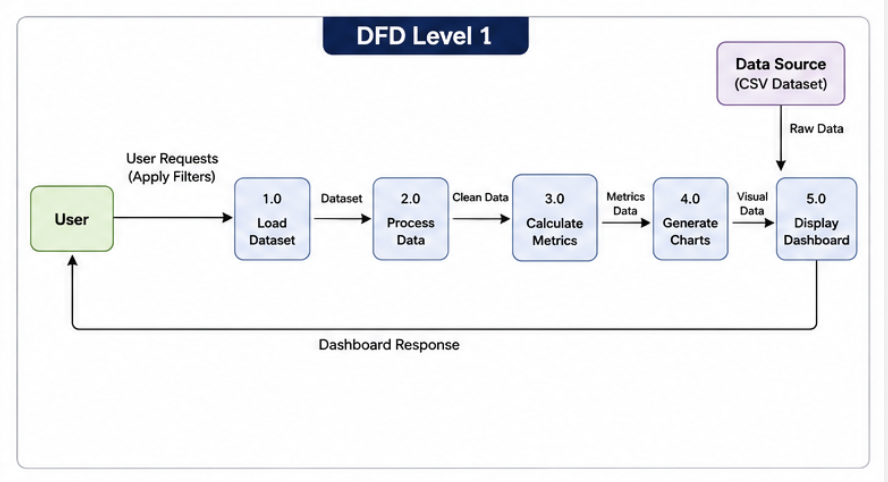 DFD Level 1
Data Source
(CSV Dataset)
Raw Data
User Requests
(Apply Filters)
User
1.0
Load
Dataset
Dataset
2.0
Process
Data
Clean Data
3.0
Calculate
Metrics
Metrics
Data
4.0
Generate
Charts
Visual
Data
5.0
Display
Dashboard
Dashboard Response